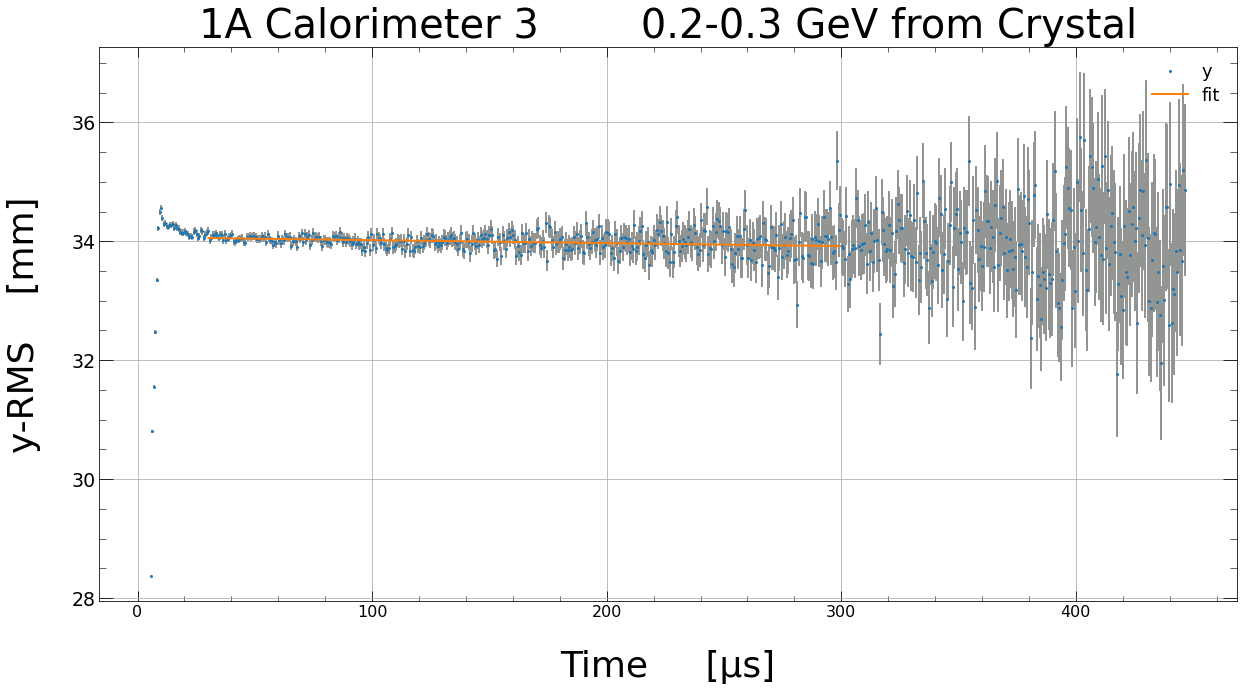 1A Calorimeter 3 0.2-0.3 GeV from Crystal
y
fit
36
34
32
30
28
y-RMS [mm]
0 100 200 300 400
Time [μs]